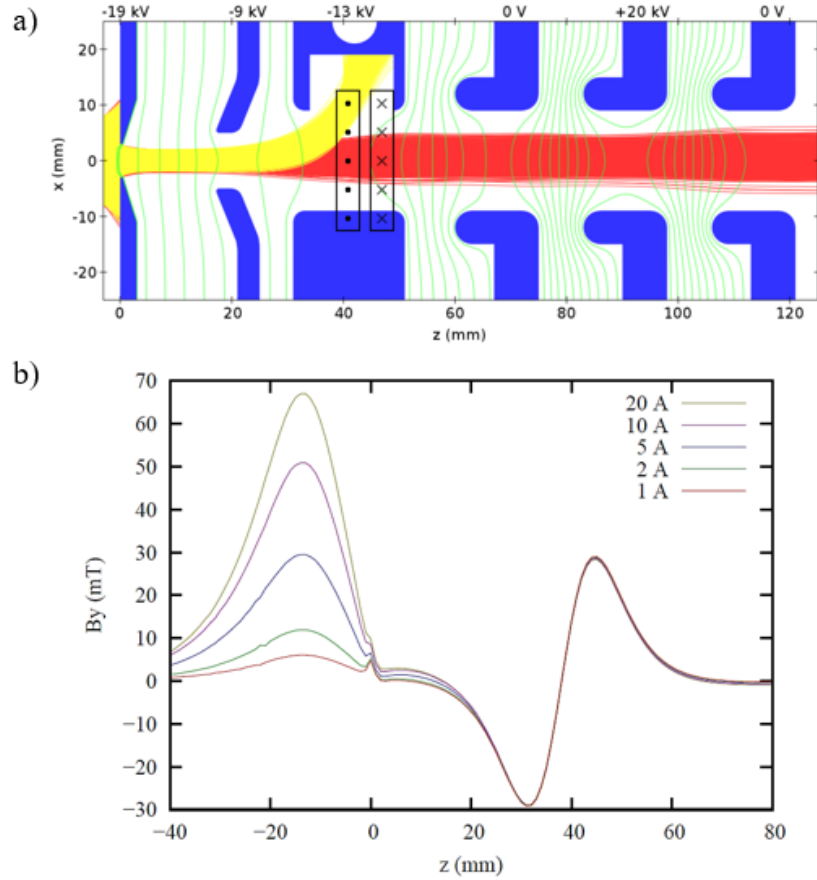 a)
-19 kV -9 kV -13 kV 0 V +20 kV 0 V
20
10
0
-10
-20
x (mm)
0 20 40 60 80 100 120
z (mm)
b)
70
60
50
40
30
20
10
0
−10
−20
−30
By (mT)
20 A
10 A
5 A
2 A
1 A
−40 −20 0 20 40 60 80
z (mm)